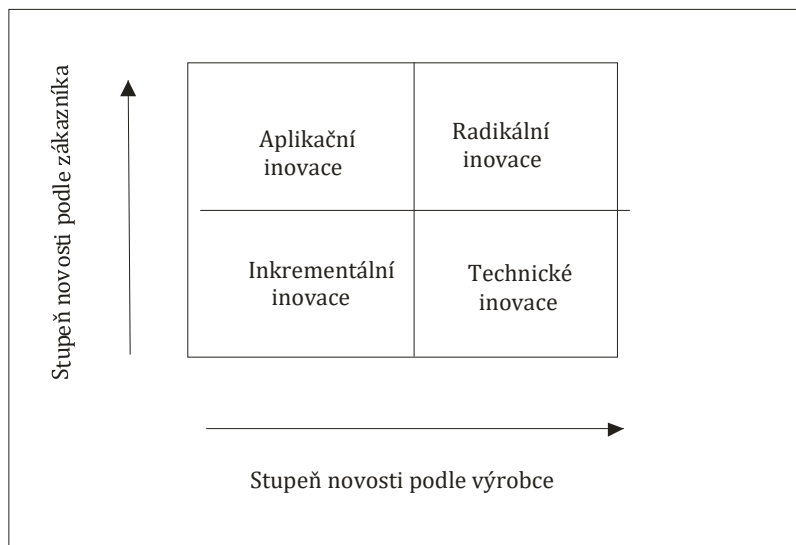 Stupeň novosti podle zákazníka
Aplikační
inovace
Radikální
inovace
Inkrementální
inovace
Technické
inovace
Stupeň novosti podle výrobce